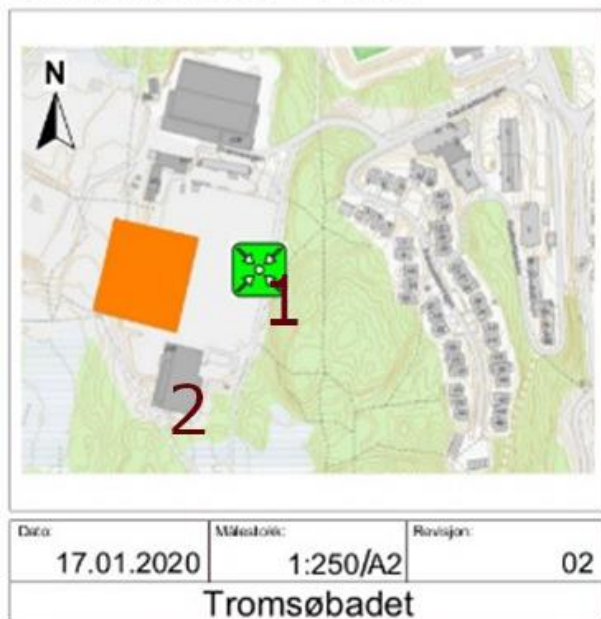 N
1
2
Dato:
Målestokk:
Revisjon:
17.01.2020
1:250/A2
02
Tromsøbadet